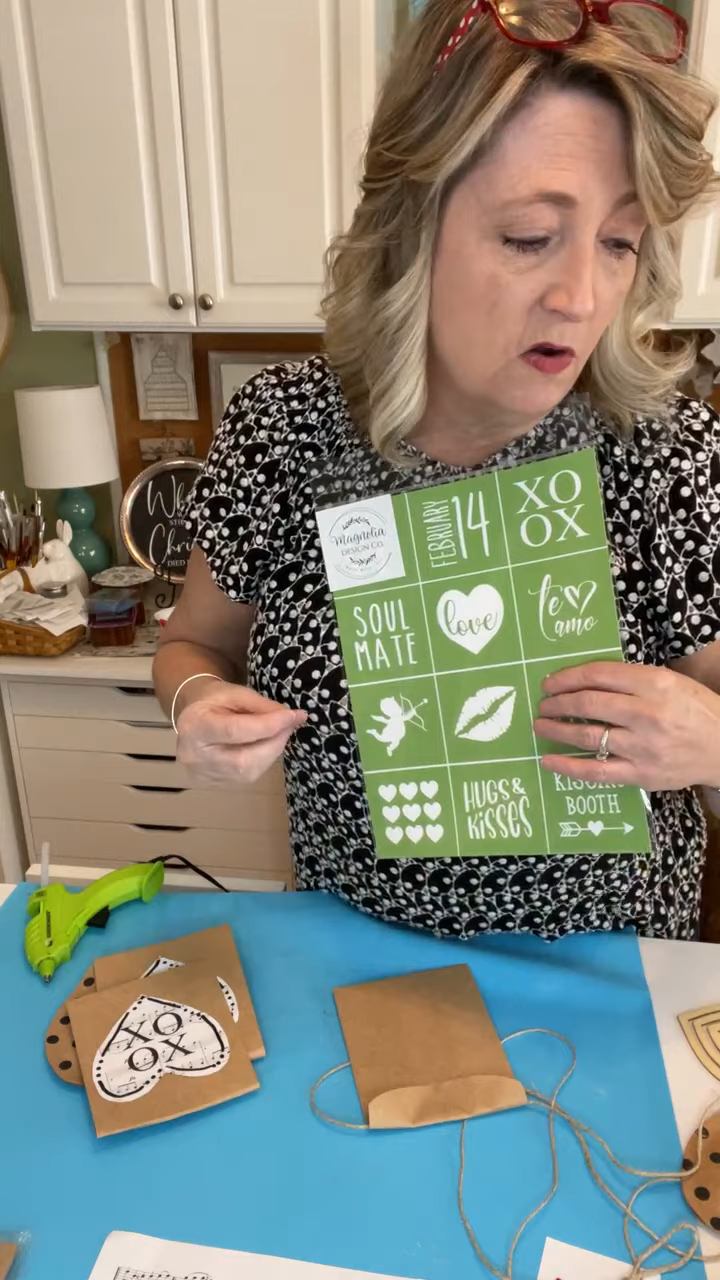 Magnolia
DESIGN CO.
FEBRUARY
14
XO
OX
SOUL
MATE
love
te
amo
HUGS &
KISSES
KISSING
BOOTH
XO
OX